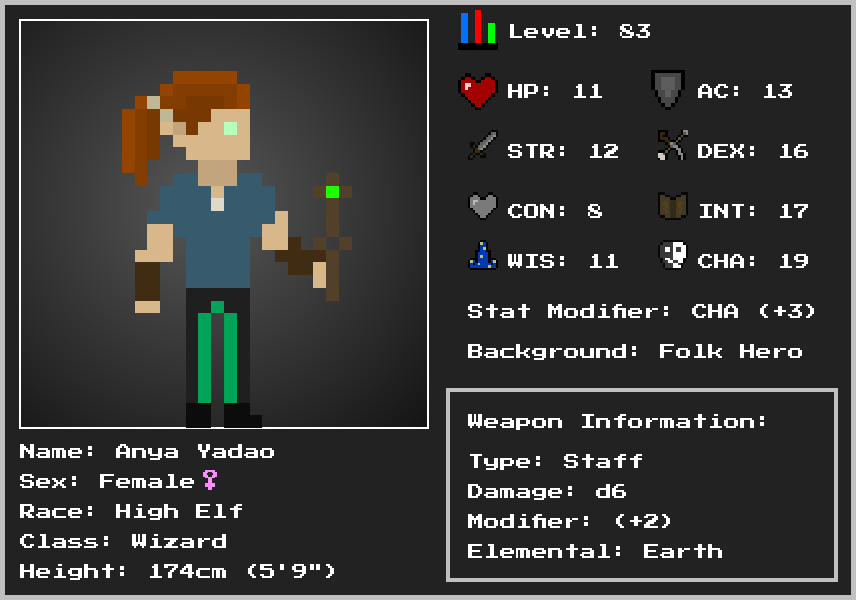 Level: 83
HP: 11 AC: 13
STR: 12 DEX: 16
CON: 8 INT: 17
WIS: 11 CHA: 19
Stat Modifier: CHA (+3)
Background: Folk Hero
Weapon Information:
Type: Staff
Damage: d6
Modifier: (+2)
Elemental: Earth
Name: Anya Yadao
Sex: Female♀
Race: High Elf
Class: Wizard
Height: 174cm (5'9")